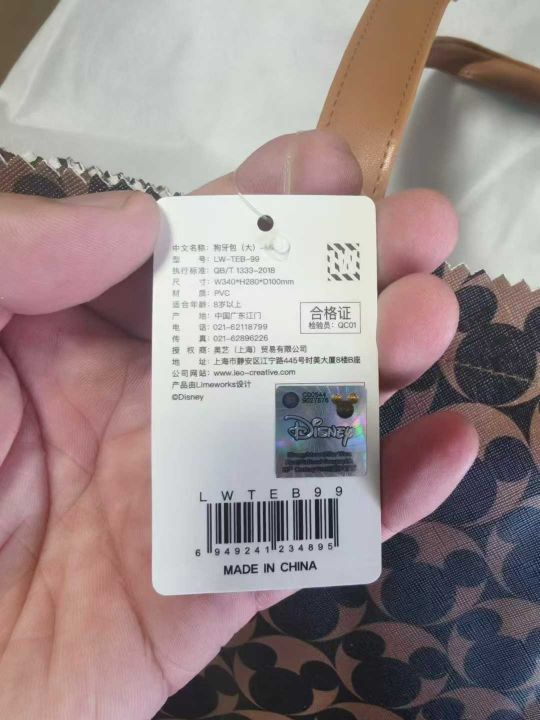 中文名称：狗牙包（大）
型　号：LW-TEB-99
执行标准：QB/T 1333-2018
尺　寸：W340*H280*D100mm
材　质：PVC
适合年龄：8岁以上
产　地：中国广东江门
电　话：021-62118799
传　真：021-62896226
授 权 商：奥艺（上海）贸易有限公司
地　址：上海市静安区江宁路445号时美大厦8楼B座
公司网站：www.leo-creative.com
产品由Limeworks设计
©Disney
合格证
检验员：QC01
DISNEY
LWTEB99
6 949241 234895
MADE IN CHINA